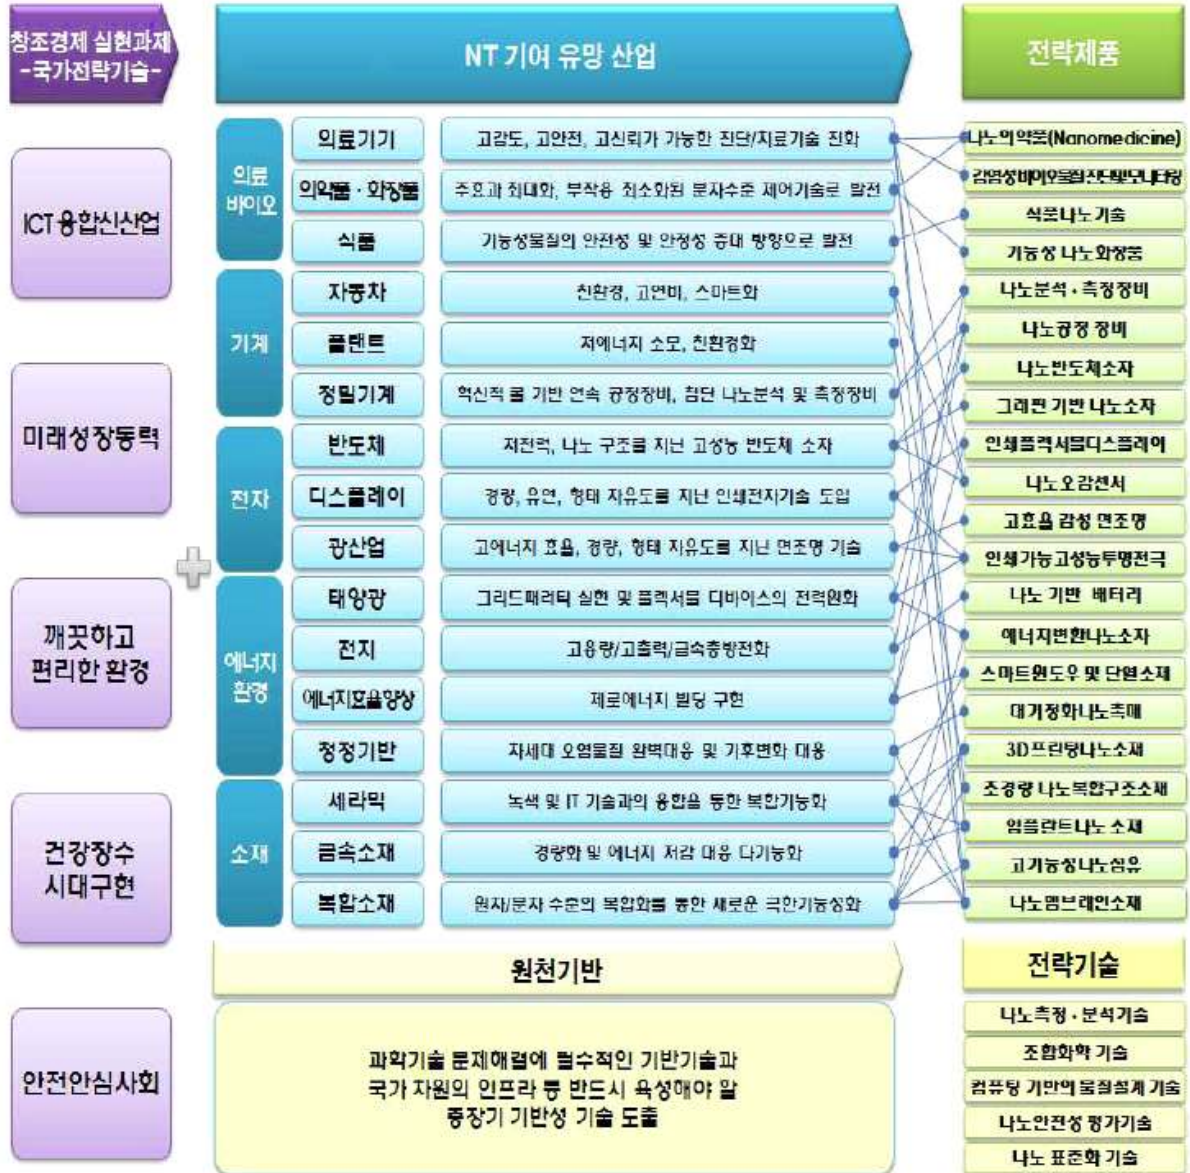 창조경제 실현과제
-국가전략기술-
NT 기여 유망 산업
전략제품
ICT 융합신산업
미래성장동력
깨끗하고
편리한 환경
건강장수
시대구현
안전안심사회
의료
바이오
의료기기
고감도, 고안전, 고신뢰가 가능한 진단/치료기술 진화
의약품·화장품
주효과 최대화, 부작용 최소화된 분자수준 제어기술로 발전
식품
기능성물질의 안전성 및 안정성 증대 방향으로 발전
기계
자동차
친환경, 고연비, 스마트화
플랜트
저에너지 소모, 친환경화
정밀기계
혁신적 롤 기반 연속 공정장비, 첨단 나노분석 및 측정장비
전자
반도체
저전력, 나노 구조를 지닌 고성능 반도체 소자
디스플레이
경량, 유연, 형태 자유도를 지닌 인쇄전자기술 도입
광산업
고에너지 효율, 경량, 형태 자유도를 지닌 면조명 기술
에너지
환경
태양광
그리드패러티 실현 및 플렉서블 디바이스의 전력원화
전지
고용량/고출력/급속충방전화
에너지효율향상
제로에너지 빌딩 구현
청정기반
차세대 오염물질 완벽대응 및 기후변화 대응
소재
세라믹
녹색 및 IT 기술과의 융합을 통한 복합기능화
금속소재
경량화 및 에너지 저감 대응 다기능화
복합소재
원자/분자 수준의 복합화를 통한 새로운 극한기능성화
나노의약품(Nanomedicine)
감염성바이오물질진단및모니터링
식품나노기술
기능성 나노화장품
나노분석·측정장비
나노공정 장비
나노반도체소자
그래핀 기반 나노소자
인쇄플렉서블디스플레이
나노오감센서
고효율 감성 면조명
인쇄가능고성능투명전극
나노 기반 배터리
에너지변환나노소자
스마트윈도우 및 단열소재
대기정화나노촉매
3D프린팅나노소재
초경량 나노복합구조소재
임플란트나노 소재
고기능성나노섬유
나노멤브레인소재
원천기반
과학기술 문제해결에 필수적인 기반기술과
국가 차원의 인프라 등 반드시 육성해야 할
중장기 기반성 기술 도출
전략기술
나노측정·분석기술
조합화학 기술
컴퓨팅 기반의 물질설계 기술
나노안전성 평가기술
나노 표준화 기술